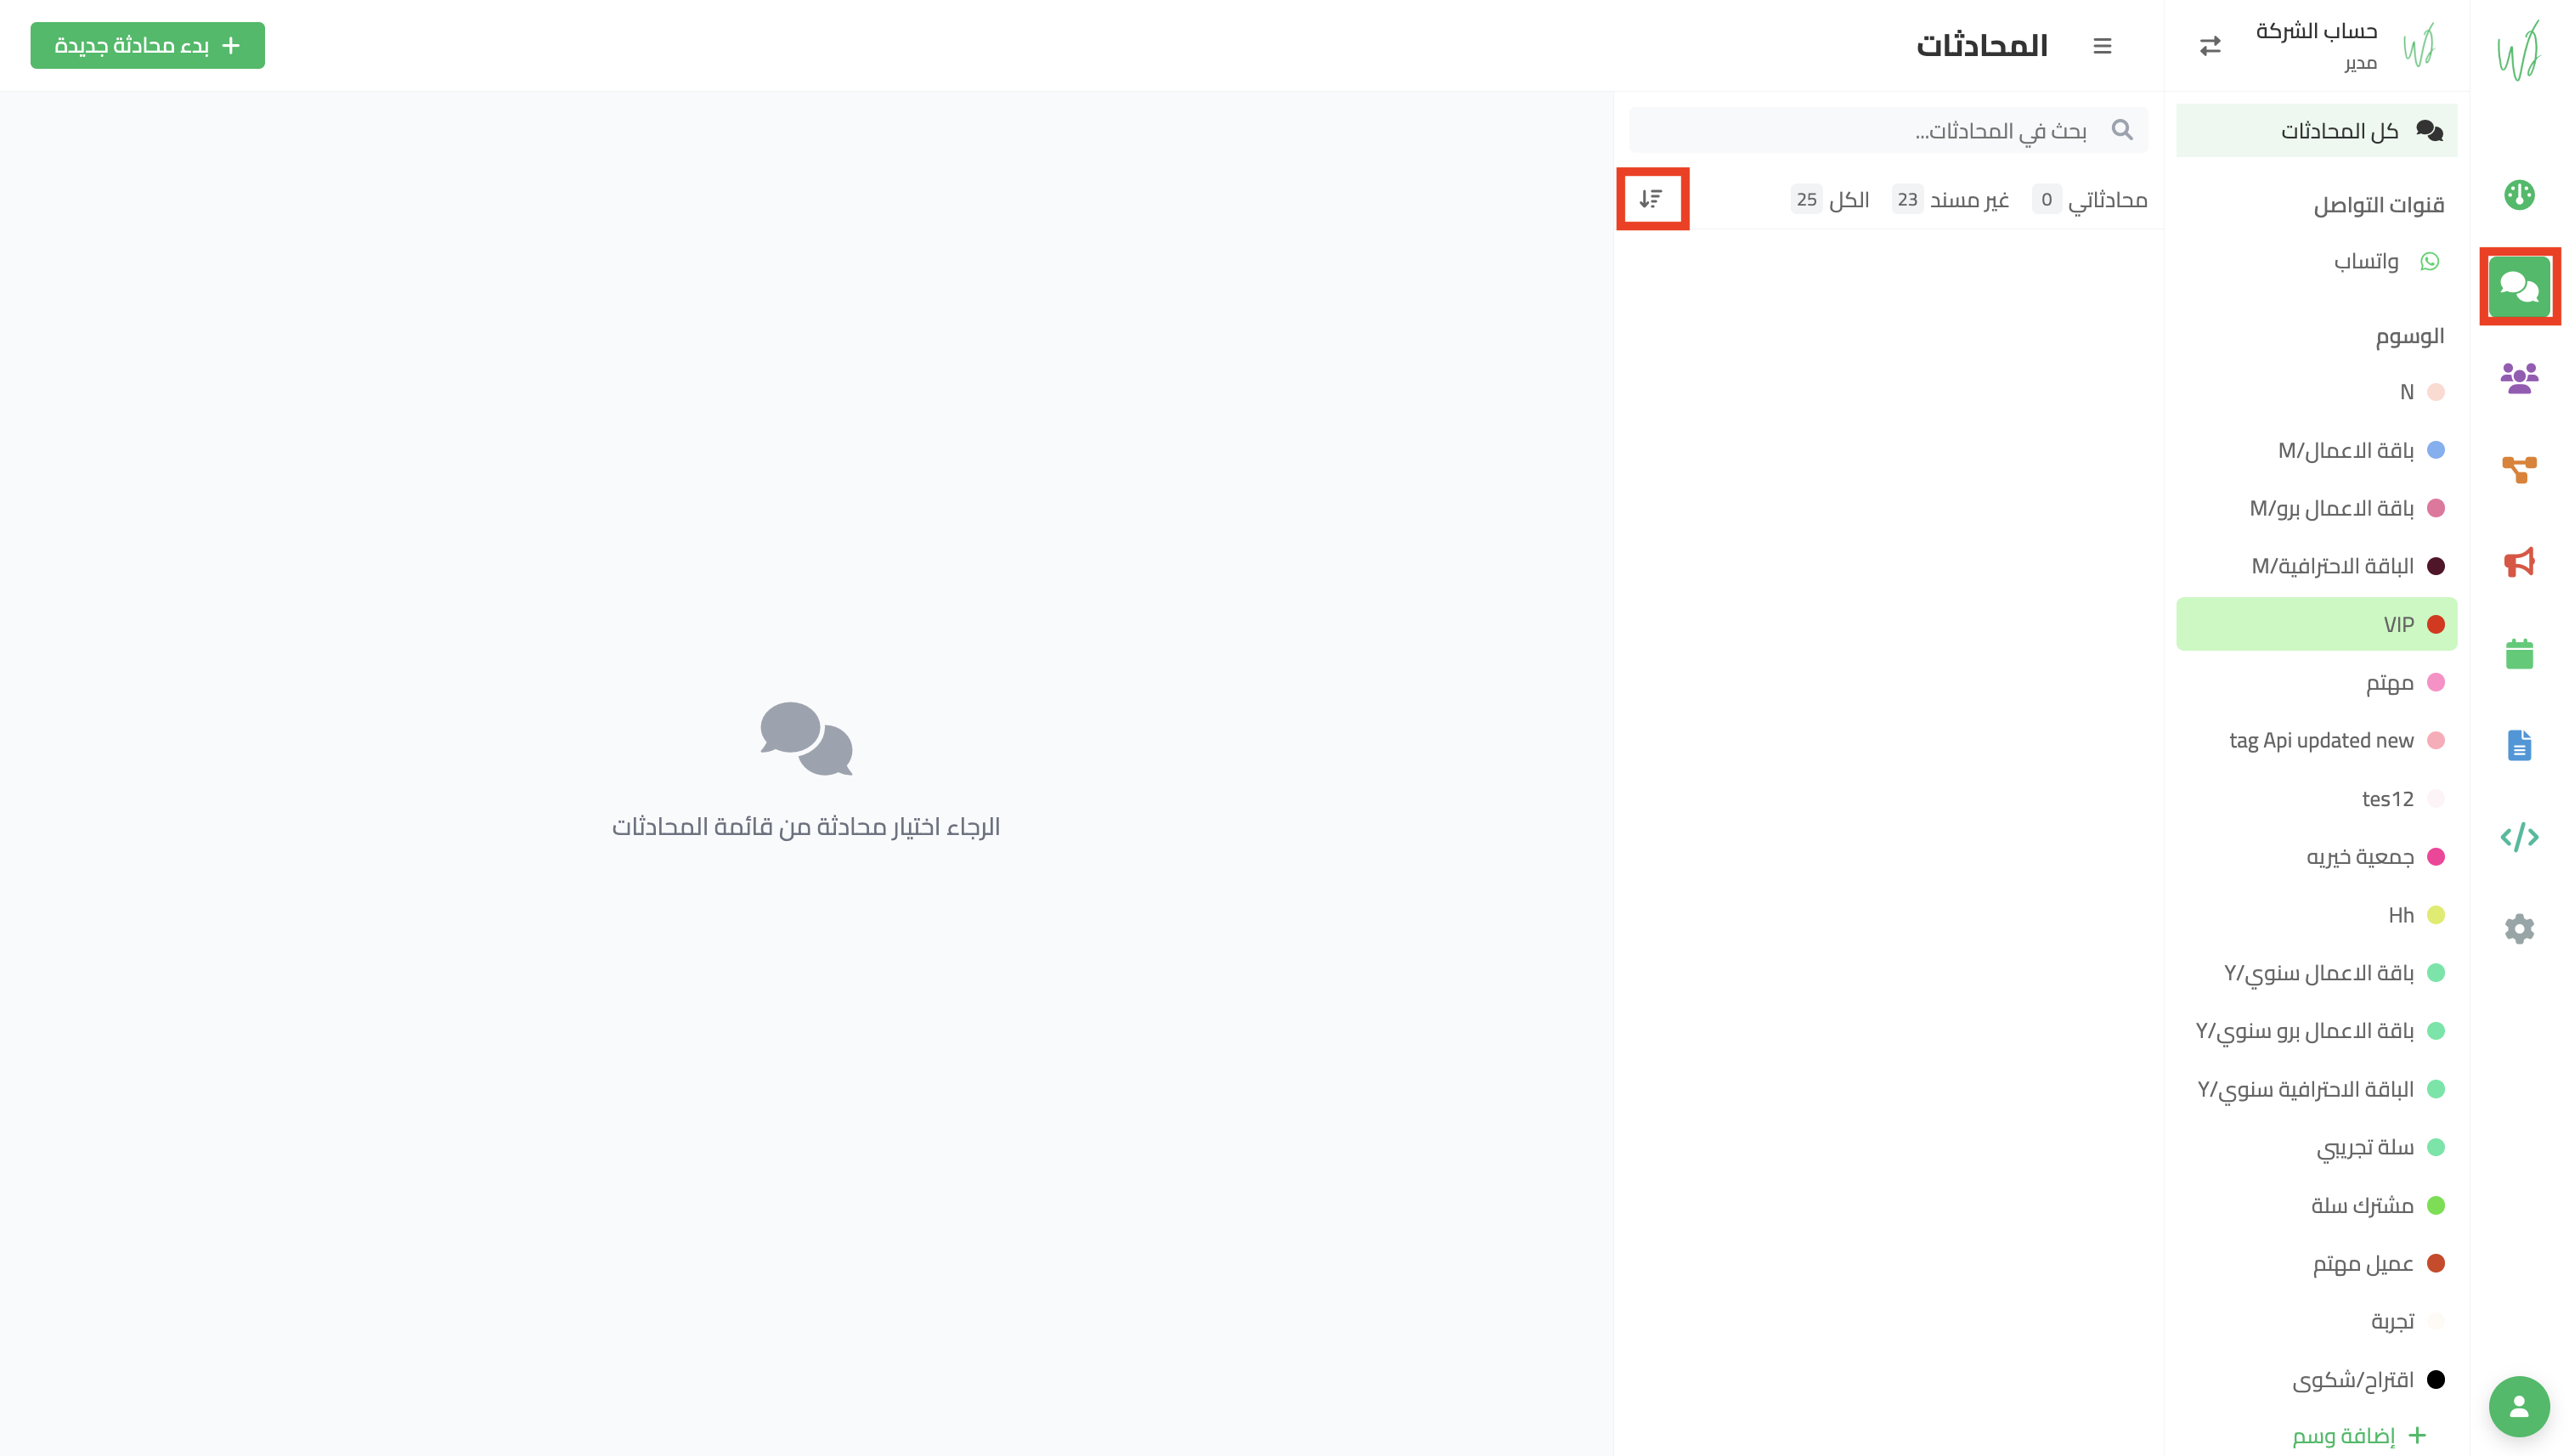 حساب الشركة
مدير
المحادثات
بدء محادثة جديدة
كل المحادثات
قنوات التواصل
واتساب
الوسوم
N
باقة الاعمال/M
باقة الاعمال برو/M
الباقة الاحترافية/M
VIP
مهتم
tag Api updated new
tes12
جمعية خيريه
Hh
باقة الاعمال سنوي/Y
باقة الاعمال برو سنوي/Y
الباقة الاحترافية سنوي/Y
سلة تجريبي
مشترك سلة
عميل مهتم
تجربة
اقتراح/شكوى
إضافة وسم
بحث في المحادثات...
محادثاتي 0 غير مسند 23 الكل 25
الرجاء اختيار محادثة من قائمة المحادثات